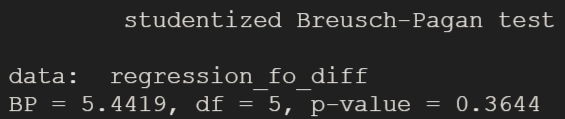 studentized Breusch-Pagan test
data:  regression_fo_diff
BP = 5.4419, df = 5, p-value = 0.3644